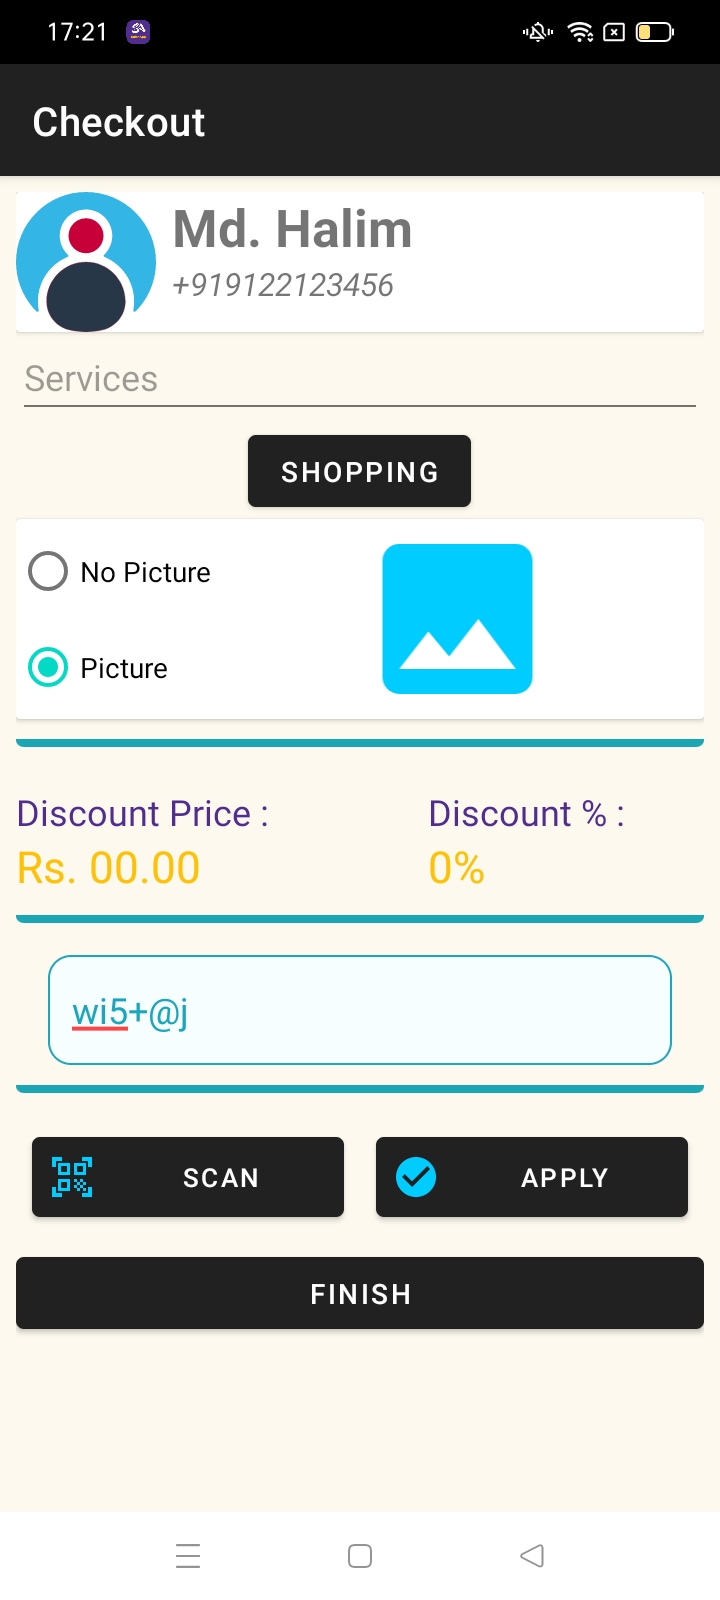 17:21
Checkout
Md. Halim
+919122123456
Services
SHOPPING
No Picture
Picture
Discount Price :
Discount % :
Rs. 00.00
0%
wi5+@j
SCAN
APPLY
FINISH